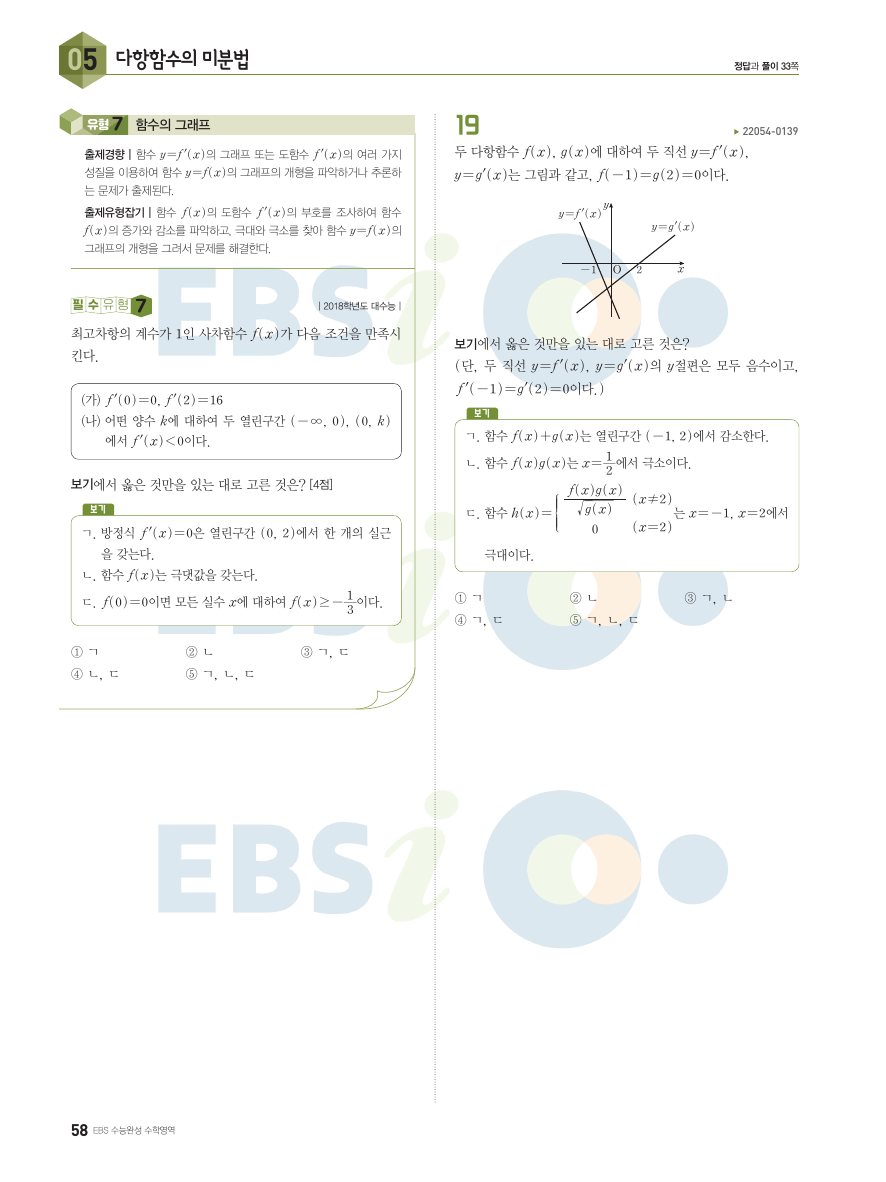 05 다항함수의 미분법
정답과 풀이 33쪽
유형 7 함수의 그래프
출제경향 | 함수 y=f′(x)의 그래프 또는 도함수 f′(x)의 여러 가지
성질을 이용하여 함수 y=f(x)의 그래프의 개형을 파악하거나 추론하
는 문제가 출제된다.
출제유형잡기 | 함수 f(x)의 도함수 f′(x)의 부호를 조사하여 함수
f(x)의 증가와 감소를 파악하고, 극대와 극소를 찾아 함수 y=f(x)의
그래프의 개형을 그려서 문제를 해결한다.
필수유형 7
| 2018학년도 대수능 |
최고차항의 계수가 1인 사차함수 f(x)가 다음 조건을 만족시
킨다.
(가) f′(0)=0, f′(2)=16
(나) 어떤 양수 k에 대하여 두 열린구간 (-∞, 0), (0, k)
에서 f′(x)<0이다.
보기에서 옳은 것만을 있는 대로 고른 것은? [4점]
보기
ㄱ. 방정식 f′(x)=0은 열린구간 (0, 2)에서 한 개의 실근
을 갖는다.
ㄴ. 함수 f(x)는 극댓값을 갖는다.
ㄷ. f(0)=0이면 모든 실수 x에 대하여 f(x)≥-1/3이다.
① ㄱ ② ㄴ ③ ㄱ, ㄷ
④ ㄴ, ㄷ ⑤ ㄱ, ㄴ, ㄷ
19
▶ 22054-0139
두 다항함수 f(x), g(x)에 대하여 두 직선 y=f′(x),
y=g′(x)는 그림과 같고, f(-1)=g(2)=0이다.
y=f′(x) y
y=g′(x)
-1 O 2 x
보기에서 옳은 것만을 있는 대로 고른 것은?
(단, 두 직선 y=f′(x), y=g′(x)의 y절편은 모두 음수이고,
f′(-1)=g′(2)=0이다.)
보기
ㄱ. 함수 f(x)+g(x)는 열린구간 (-1, 2)에서 감소한다.
ㄴ. 함수 f(x)g(x)는 x=1/2에서 극소이다.
ㄷ. 함수 h(x)={ f(x)g(x)/√g(x) (x≠2)
0 (x=2) 는 x=-1, x=2에서
극대이다.
① ㄱ ② ㄴ ③ ㄱ, ㄴ
④ ㄱ, ㄷ ⑤ ㄱ, ㄴ, ㄷ
EBSi
EBSi
EBSi
58 EBS 수능완성 수학영역